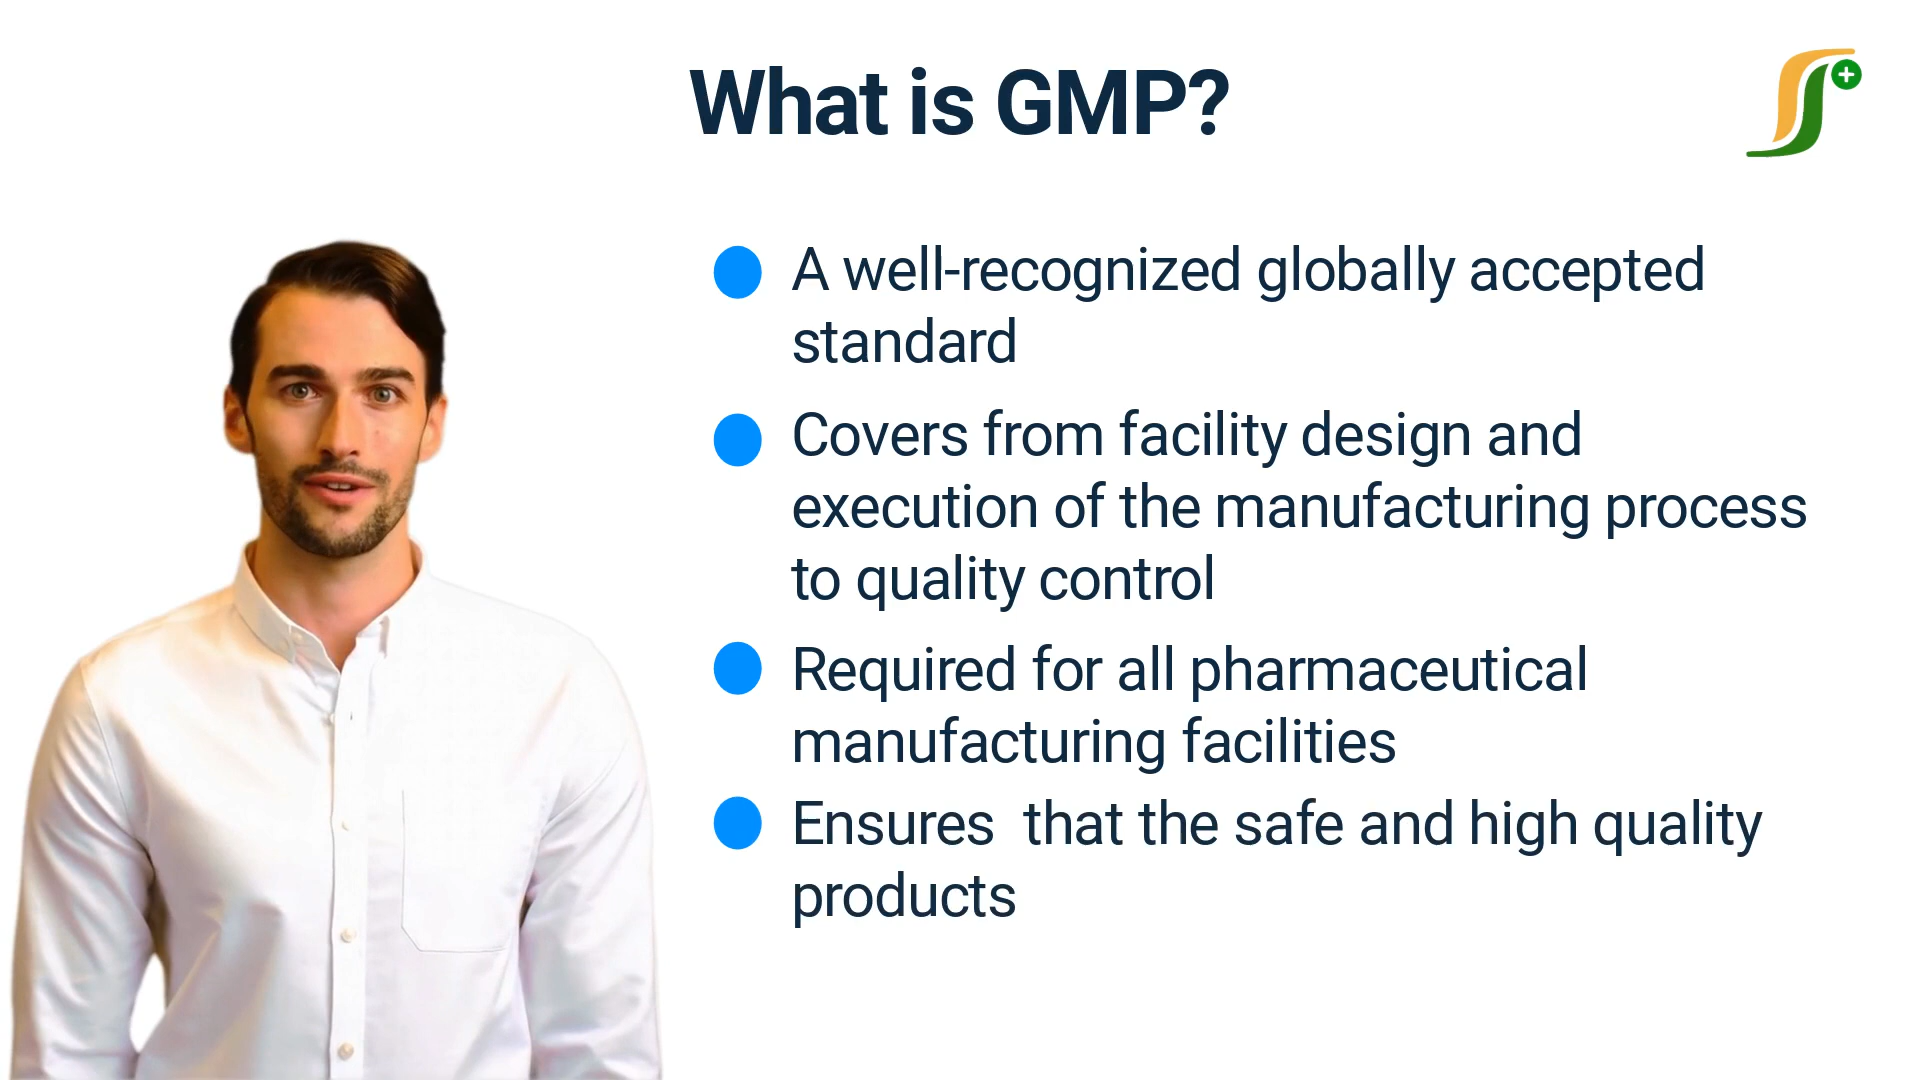 What is GMP?
A well-recognized globally accepted
standard
Covers from facility design and
execution of the manufacturing process
to quality control
Required for all pharmaceutical
manufacturing facilities
Ensures  that the safe and high quality
products